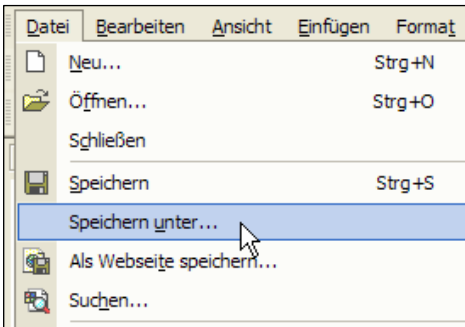 Datei Bearbeiten Ansicht Einfügen Format
Neu... Strg+N
Öffnen... Strg+O
Schließen
Speichern Strg+S
Speichern unter...
Als Webseite speichern...
Suchen...